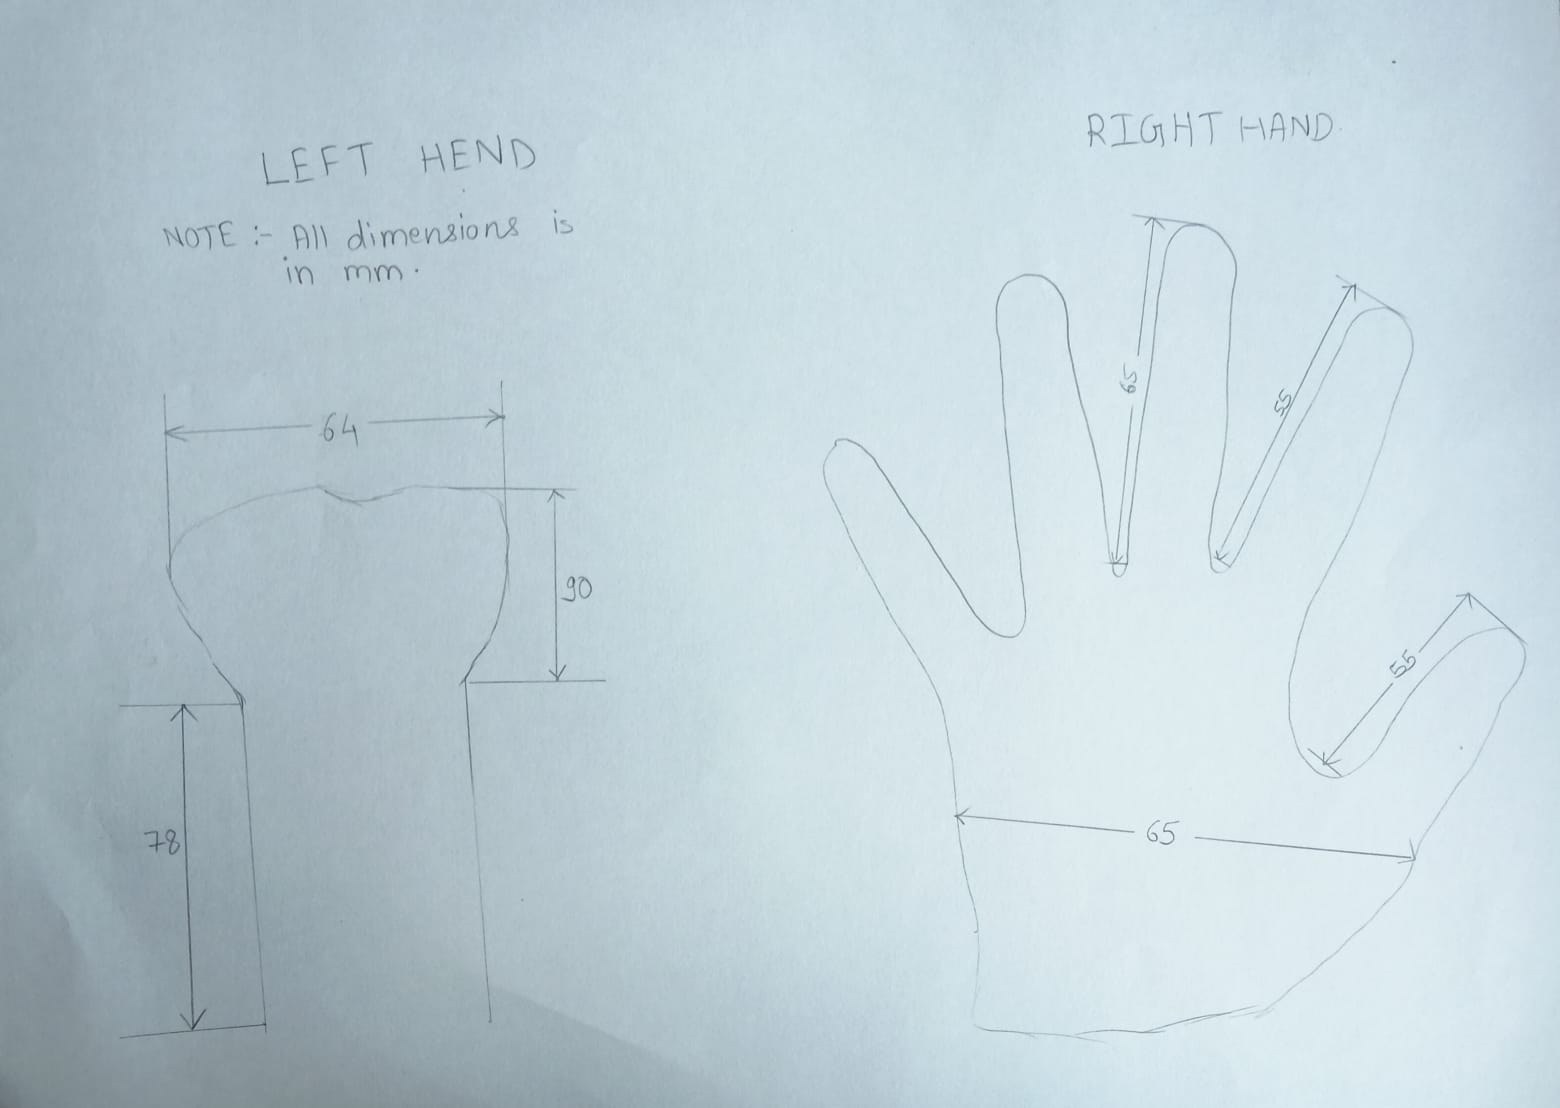 LEFT HEND
NOTE :- All dimensions is
in mm.
64
90
78
RIGHT HAND
65
55
55
65